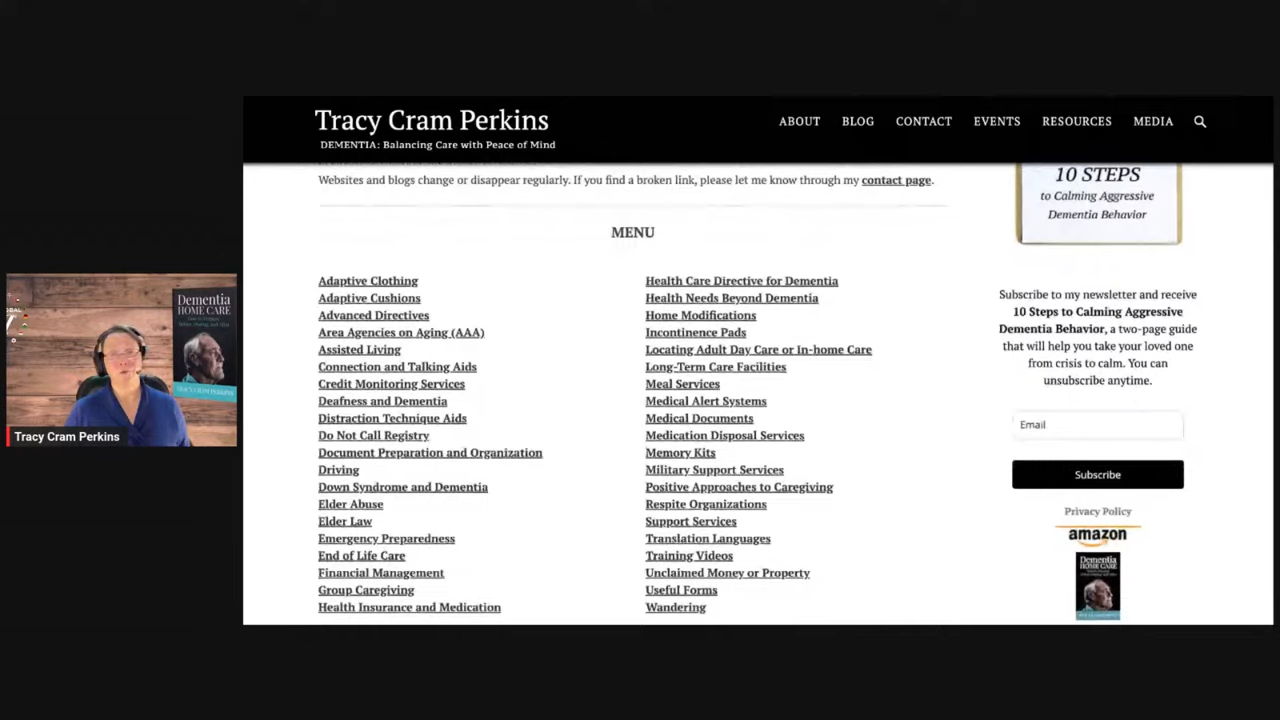 Tracy Cram Perkins
DEMENTIA: Balancing Care with Peace of Mind
ABOUT
BLOG
CONTACT
EVENTS
RESOURCES
MEDIA
Websites and blogs change or disappear regularly. If you find a broken link, please let me know through my contact page.
MENU
Adaptive Clothing
Adaptive Cushions
Advanced Directives
Area Agencies on Aging (AAA)
Assisted Living
Connection and Talking Aids
Credit Monitoring Services
Deafness and Dementia
Distraction Technique Aids
Do Not Call Registry
Document Preparation and Organization
Driving
Down Syndrome and Dementia
Elder Abuse
Elder Law
Emergency Preparedness
End of Life Care
Financial Management
Group Caregiving
Health Insurance and Medication
Health Care Directive for Dementia
Health Needs Beyond Dementia
Home Modifications
Incontinence Pads
Locating Adult Day Care or In-home Care
Long-Term Care Facilities
Meal Services
Medical Alert Systems
Medical Documents
Medication Disposal Services
Memory Kits
Military Support Services
Positive Approaches to Caregiving
Respite Organizations
Support Services
Translation Languages
Training Videos
Unclaimed Money or Property
Useful Forms
Wandering
10 STEPS
to Calming Aggressive
Dementia Behavior
Subscribe to my newsletter and receive
10 Steps to Calming Aggressive
Dementia Behavior, a two-page guide
that will help you take your loved one
from crisis to calm. You can
unsubscribe anytime.
Email
Subscribe
Privacy Policy
amazon
Dementia
HOME CARE
Dementia
HOME CARE
TRACY CRAM PERKINS
Tracy Cram Perkins